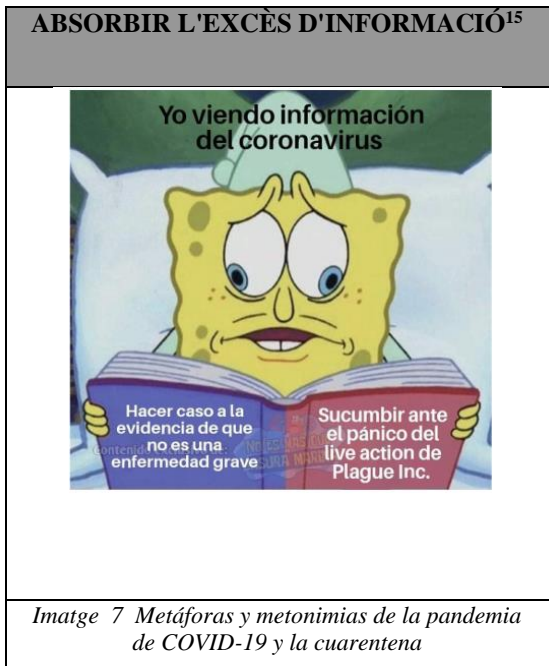 ABSORBIR L'EXCÈS D'INFORMACIÓ15
Yo viendo información
del coronavirus
Hacer caso a la
evidencia de que
no es una
enfermedad grave
Sucumbir ante
el pánico del
live action de
Plague Inc.
Imatge 7 Metáforas y metonimias de la pandemia
de COVID-19 y la cuarentena